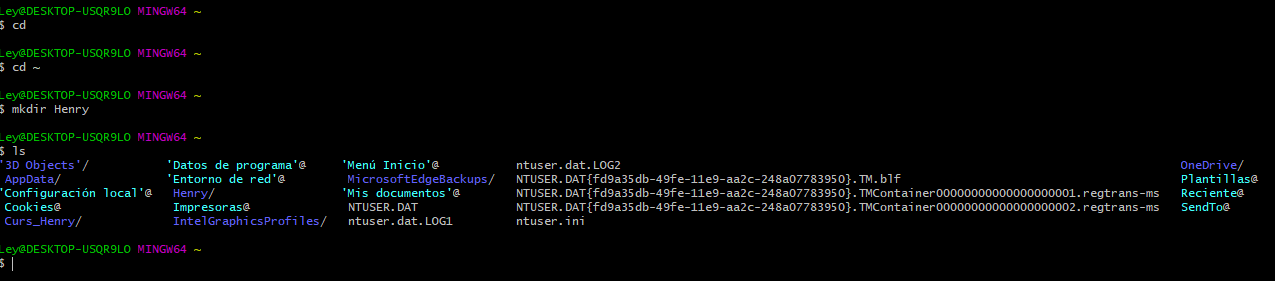 Ley@DESKTOP-USQR9LO MINGW64 ~
$ cd
Ley@DESKTOP-USQR9LO MINGW64 ~
$ cd ~
Ley@DESKTOP-USQR9LO MINGW64 ~
$ mkdir Henry
Ley@DESKTOP-USQR9LO MINGW64 ~
$ ls
'3D Objects'/ 'Datos de programa'@ 'Menú Inicio'@ ntuser.dat.LOG2 OneDrive/
AppData/ 'Entorno de red'@ MicrosoftEdgeBackups/ NTUSER.DAT{fd9a35db-49fe-11e9-aa2c-248a07783950}.TM.blf Plantillas@
'Configuración local'@ Henry/ 'Mis documentos'@ NTUSER.DAT{fd9a35db-49fe-11e9-aa2c-248a07783950}.TMContainer00000000000000000001.regtrans-ms Reciente@
Cookies@ Impresoras@ NTUSER.DAT NTUSER.DAT{fd9a35db-49fe-11e9-aa2c-248a07783950}.TMContainer00000000000000000002.regtrans-ms SendTo@
Curs_Henry/ IntelGraphicsProfiles/ ntuser.dat.LOG1 ntuser.ini
Ley@DESKTOP-USQR9LO MINGW64 ~
$